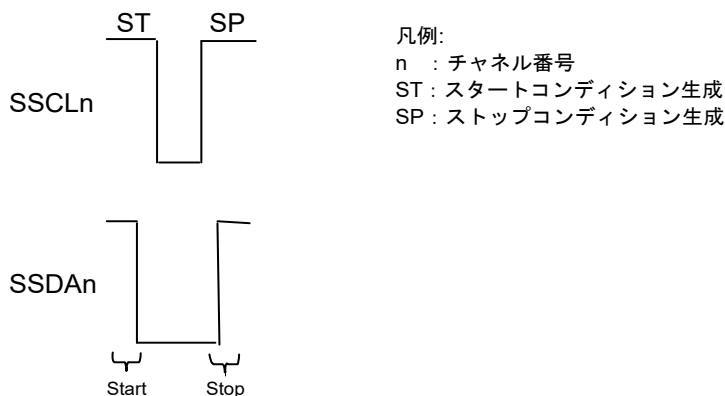 ST SP
SSCLn
SSDAn
Start Stop
凡例:
n ：チャネル番号
ST：スタートコンディション生成
SP：ストップコンディション生成